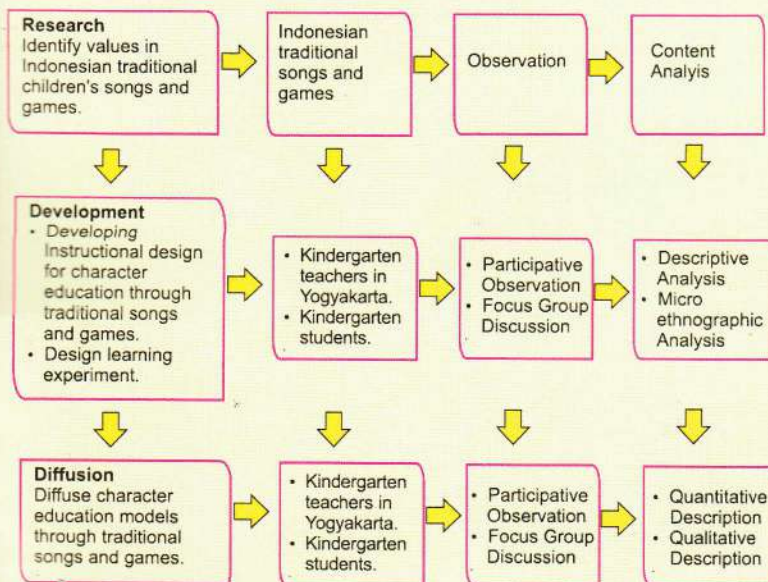 Research
Identify values in
Indonesian traditional
children's songs and
games.
Indonesian
traditional
songs and
games
Observation
Content
Analyis
Development
• Developing
Instructional design
for character
education through
traditional songs
and games.
• Design learning
experiment.
• Kindergarten
teachers in
Yogyakarta.
• Kindergarten
students.
• Participative
Observation
• Focus Group
Discussion
• Descriptive
Analysis
• Micro
ethnographic
Analysis
Diffusion
Diffuse character
education models
through traditional
songs and games.
• Kindergarten
teachers in
Yogyakarta.
• Kindergarten
students.
• Participative
Observation
• Focus Group
Discussion
• Quantitative
Description
• Qualitative
Description